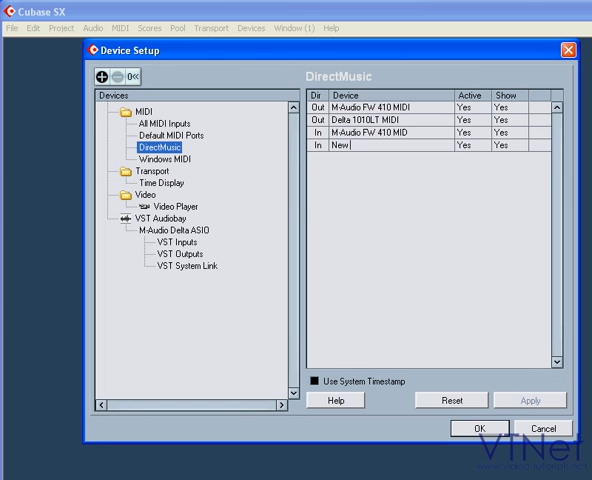 Cubase SX
File Edit Project Audio MIDI Scores Pool Transport Devices Window (1) Help
Device Setup
0«
DirectMusic
Devices
MIDI
All MIDI Inputs
Default MIDI Ports
DirectMusic
Windows MIDI
Transport
Time Display
Video
Video Player
VST Audiobay
M-Audio Delta ASIO
VST Inputs
VST Outputs
VST System Link
Dir Device Active Show
Out M-Audio FW 410 MIDI Yes Yes
Out Delta 1010LT MIDI Yes Yes
In M-Audio FW 410 MID Yes Yes
In New Yes Yes
Use System Timestamp
Help Reset Apply
OK Cancel
VTNet